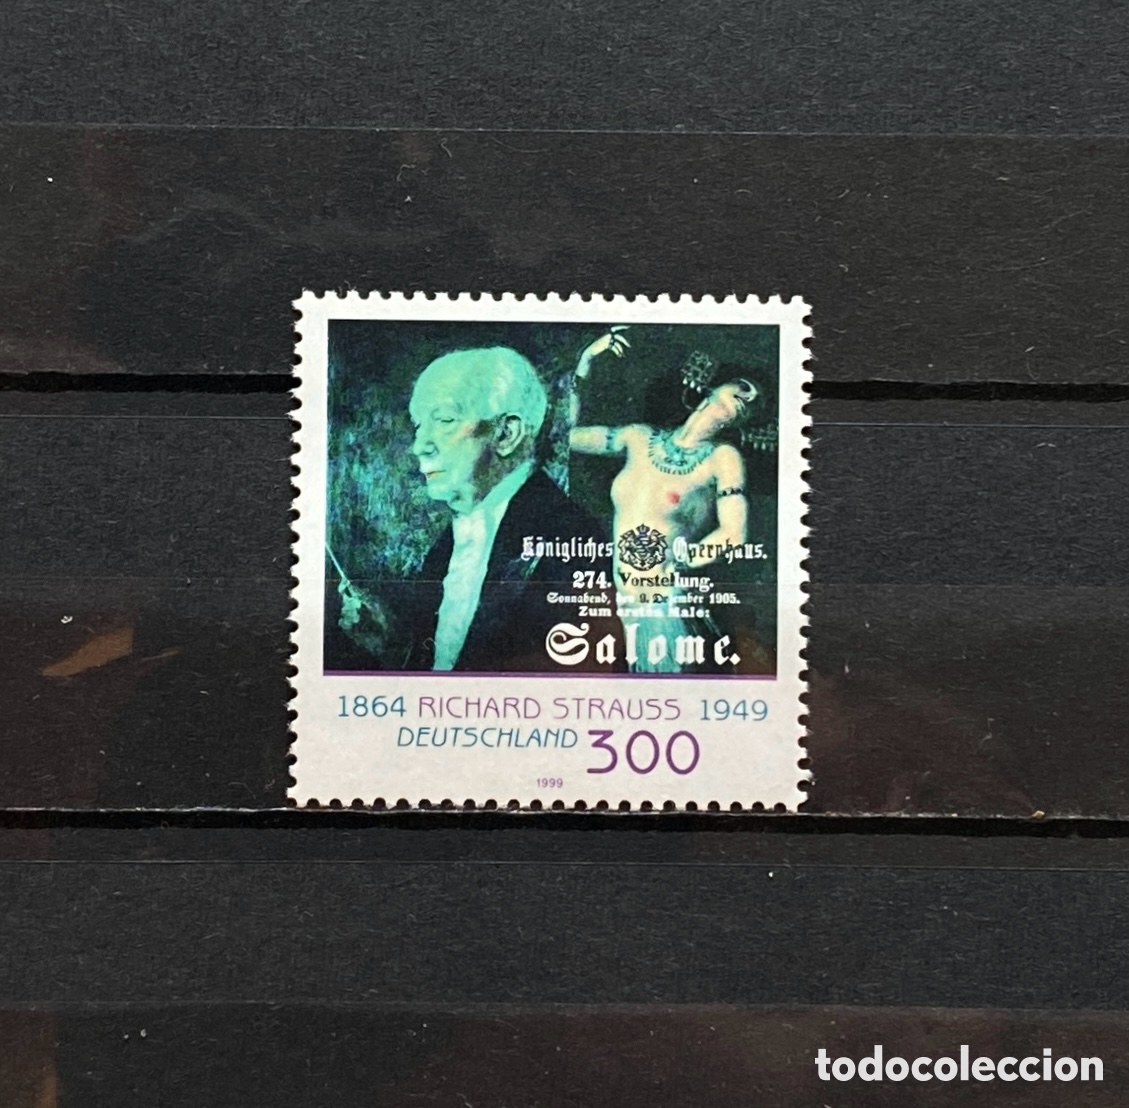 Königliches Opernhaus.
274. Vorstellung.
Sonnabend, den 9. Dezember 1905.
Zum ersten Male:
Salome.
1864 RICHARD STRAUSS 1949
DEUTSCHLAND 300
1999
todocoleccion